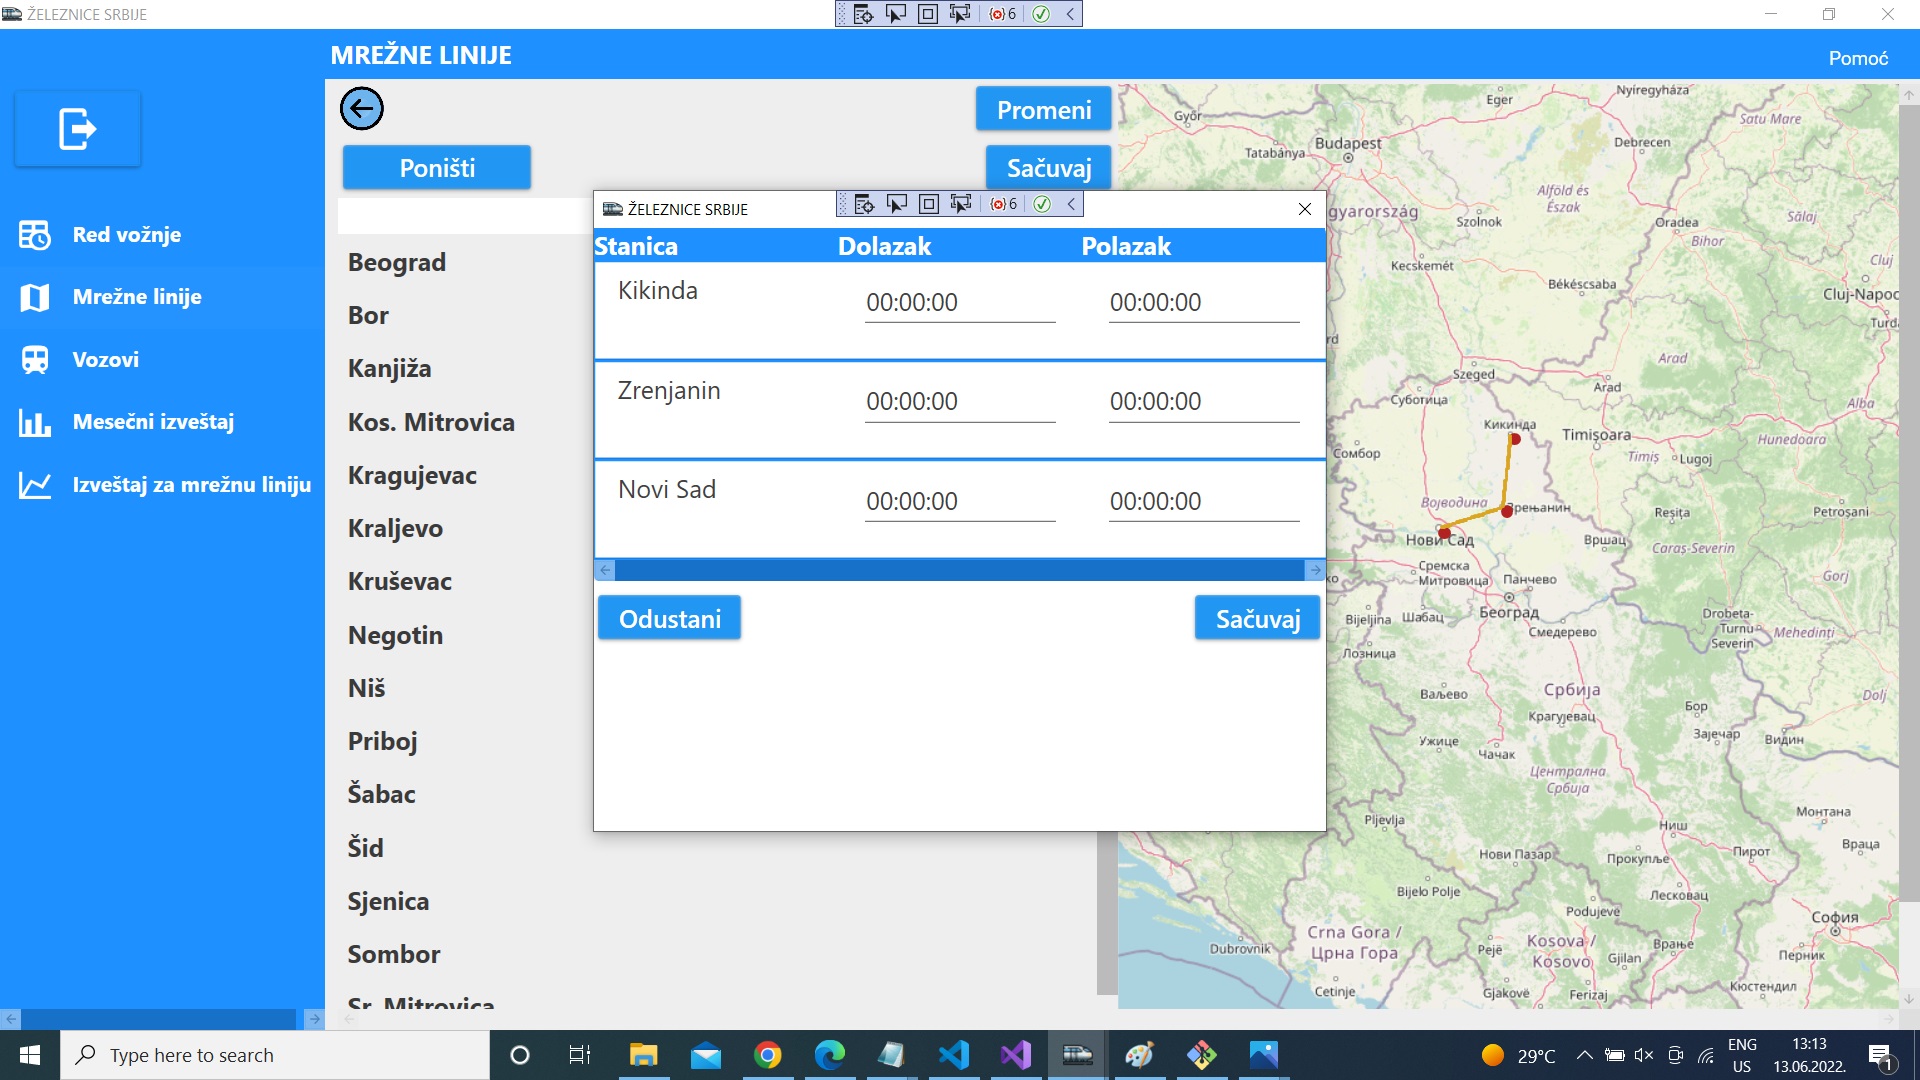 ŽELEZNICE SRBIJE
6
MREŽNE LINIJE
Pomoć
Promeni
Poništi
Sačuvaj
Red vožnje
Mrežne linije
Vozovi
Mesečni izveštaj
Izveštaj za mrežnu liniju
Beograd
Bor
Kanjiža
Kos. Mitrovica
Kragujevac
Kraljevo
Kruševac
Negotin
Niš
Priboj
Šabac
Šid
Sjenica
Sombor
Sr. Mitrovica
ŽELEZNICE SRBIJE
6
Stanica Dolazak Polazak
Kikinda 00:00:00 00:00:00
Zrenjanin 00:00:00 00:00:00
Novi Sad 00:00:00 00:00:00
Odustani Sačuvaj
Nyíregyháza
Eger
Győr
Satu Mare
Budapest
Debrecen
Tatabánya
Alföld és
Észak
Szolnok
Oradea
Sălaj
Bihor
Cluj
Kecskemét
Békéscsaba
Cluj-Napoc
Turda
Arad
Szeged
Arad
Суботица
Alba
Кикинда
Timișoara
Hunedoara
Сомбор
Timiș
Lugoj
Војводина
Зрењанин
Reșița
Petroșani
Нови Сад
Вршац
Caraș-Severin
Сремска
Митровица
Панчево
Gorj
Београд
Bijeljina
Шабац
Смедерево
Drobeta-
Turnu
Severin
Mehedinți
Лозница
Ваљево
Србија
Dolj
Крагујевац
Бор
Ужице
Чачак
Зајечар
Видин
Централна
Србија
Монтана
Pljevlja
Ниш
Враца
Нови Пазар
Прокупље
Пирот
Bijelo Polje
Лесковац
Podujevë
София
Dubrovnik
Crna Gora /
Црна Гора
Pejë
Kosova /
Kosovo
Gjilan
Врање
Перник
Cetinje
Gjakovë
Ferizaj
Кюстендил
Type here to search
29°C
ENG
US
13:13
13.06.2022.
1